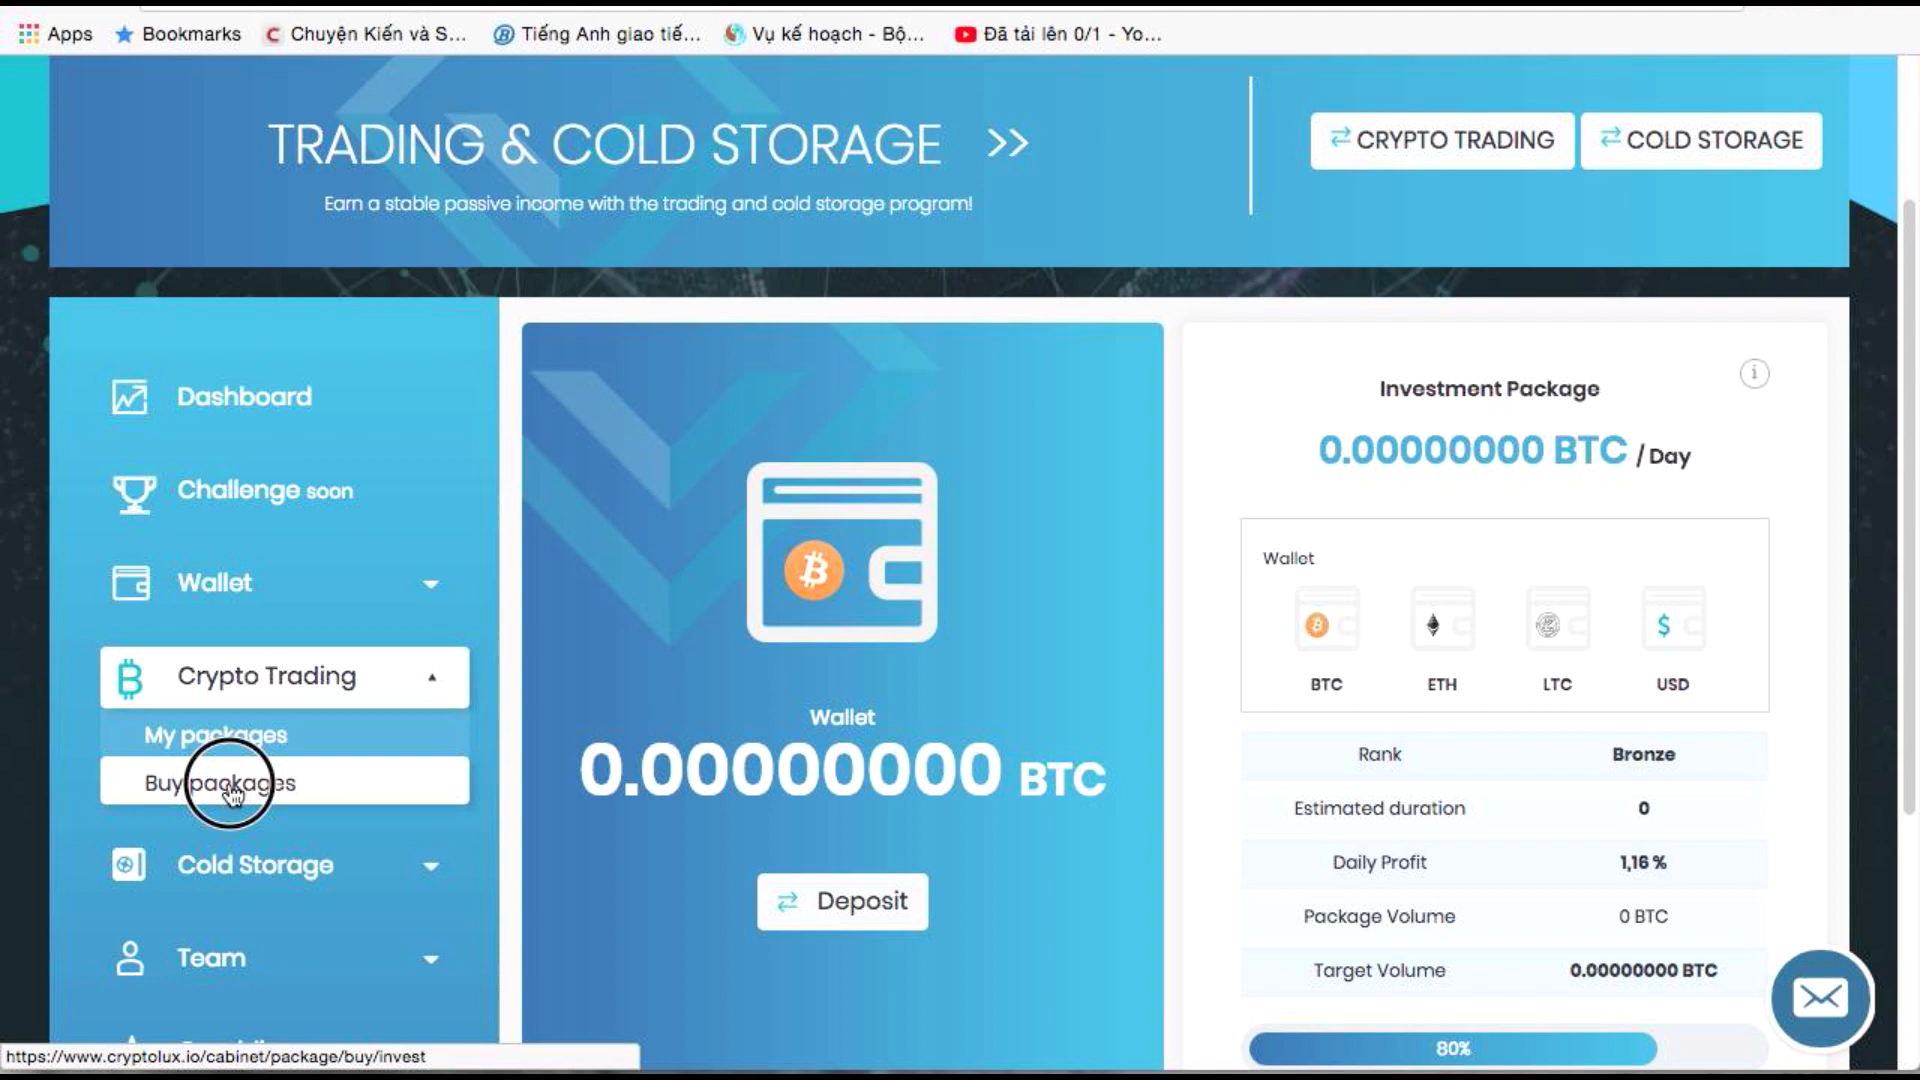 Apps Bookmarks Chuyện Kiến và S... Tiếng Anh giao tiế... Vụ kế hoạch - Bộ... Đã tải lên 0/1 - Yo...
TRADING & COLD STORAGE >>
Earn a stable passive income with the trading and cold storage program!
CRYPTO TRADING
COLD STORAGE
Dashboard
Challenge soon
Wallet
Crypto Trading
My packages
Buy packages
Cold Storage
Team
Wallet
0.00000000 BTC
Deposit
Investment Package
0.00000000 BTC / Day
Wallet
BTC ETH LTC USD
Rank Bronze
Estimated duration 0
Daily Profit 1,16 %
Package Volume 0 BTC
Target Volume 0.00000000 BTC
80%
https://www.cryptolux.io/cabinet/package/buy/invest